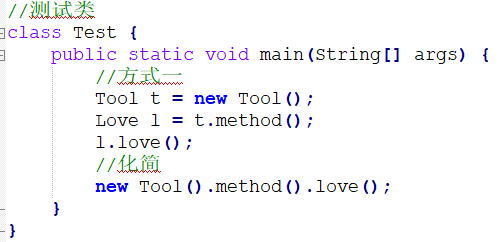 //测试类
class Test {
    public static void main(String[] args) {
        //方式一
        Tool t = new Tool();
        Love l = t.method();
        l.love();
        //化简
        new Tool().method().love();
    }
}